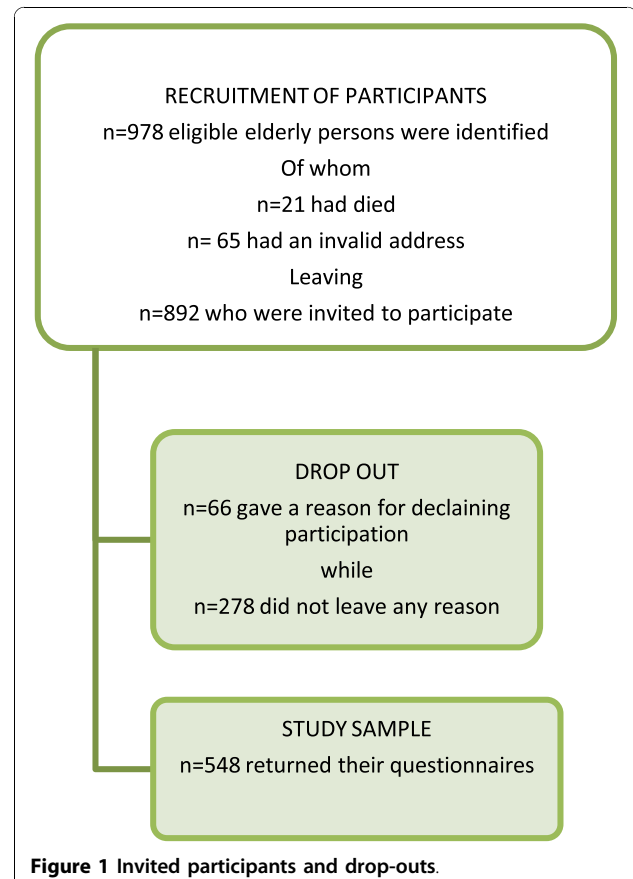 RECRUITMENT OF PARTICIPANTS
n=978 eligible elderly persons were identified
Of whom
n=21 had died
n= 65 had an invalid address
Leaving
n=892 who were invited to participate
DROP OUT
n=66 gave a reason for declaining
participation
while
n=278 did not leave any reason
STUDY SAMPLE
n=548 returned their questionnaires
Figure 1 Invited participants and drop-outs.